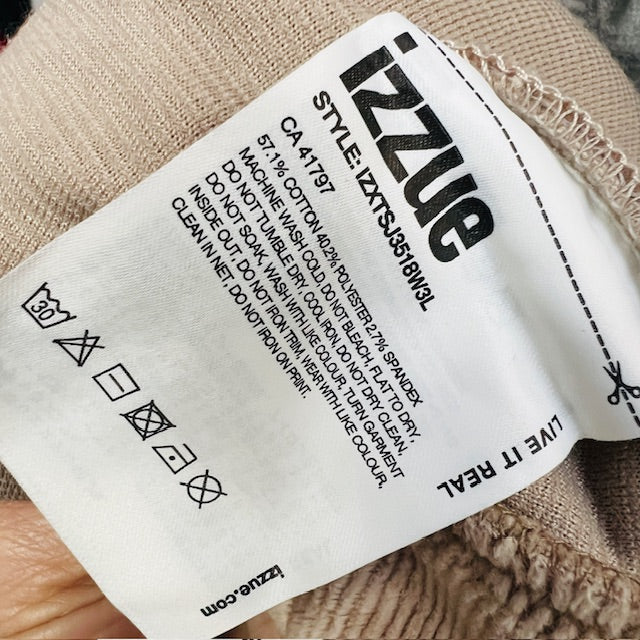 izzue
STYLE: IZXTSJ3518W3L
CA 41797
57.1% COTTON 40.2% POLYESTER 2.7% SPANDEX
MACHINE WASH COLD, DO NOT BLEACH, FLAT TO DRY,
DO NOT TUMBLE DRY, COOL IRON, DO NOT DRY CLEAN,
DO NOT SOAK, WASH WITH LIKE COLOUR, TURN GARMENT
INSIDE OUT, DO NOT IRON TRIM, WEAR WITH LIKE COLOUR,
CLEAN IN NET, DO NOT IRON ON PRINT.
30
LIVE IT REAL
izzue.com